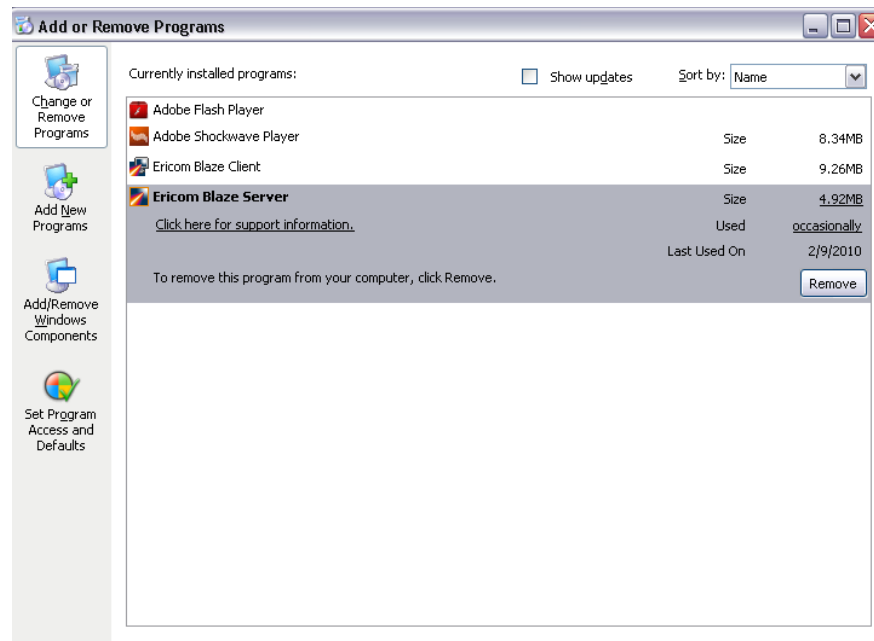 Add or Remove Programs
Change or
Remove
Programs
Add New
Programs
Add/Remove
Windows
Components
Set Program
Access and
Defaults
Currently installed programs:
Show updates
Sort by: Name
Adobe Flash Player
Adobe Shockwave Player Size 8.34MB
Ericom Blaze Client Size 9.26MB
Ericom Blaze Server Size 4.92MB
Click here for support information. Used occasionally
Last Used On 2/9/2010
To remove this program from your computer, click Remove. Remove